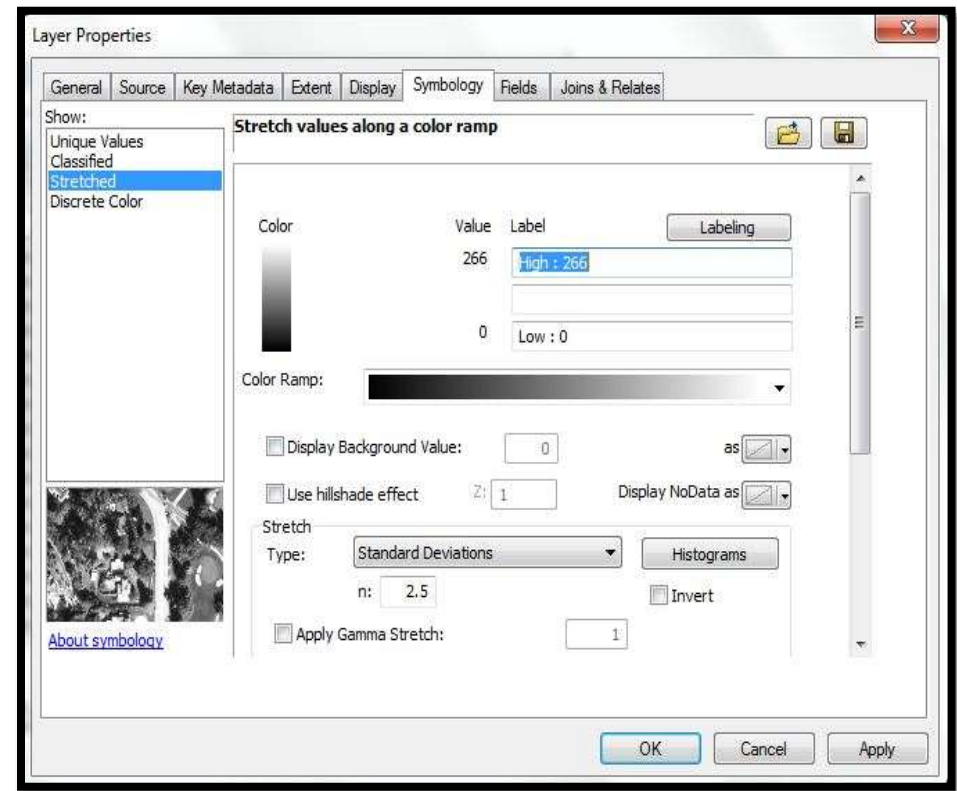 Layer Properties
General Source Key Metadata Extent Display Symbology Fields Joins & Relates
Show:
Unique Values
Classified
Stretched
Discrete Color
Stretch values along a color ramp
Color Value Label Labeling
266 High : 266
0 Low : 0
Color Ramp:
Display Background Value: 0 as
Use hillshade effect Z: 1 Display NoData as
Stretch
Type: Standard Deviations Histograms
n: 2.5 Invert
Apply Gamma Stretch: 1
About symbology
OK Cancel Apply